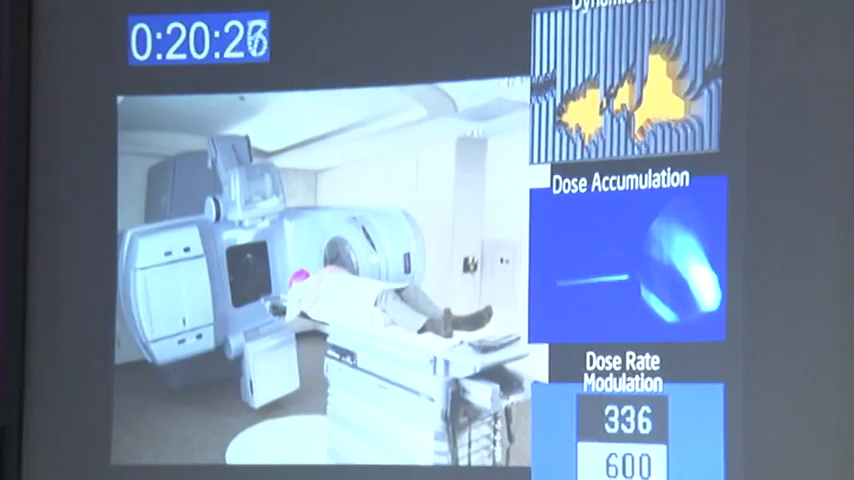 Dose Accumulation
Dose Rate
Modulation
336
600